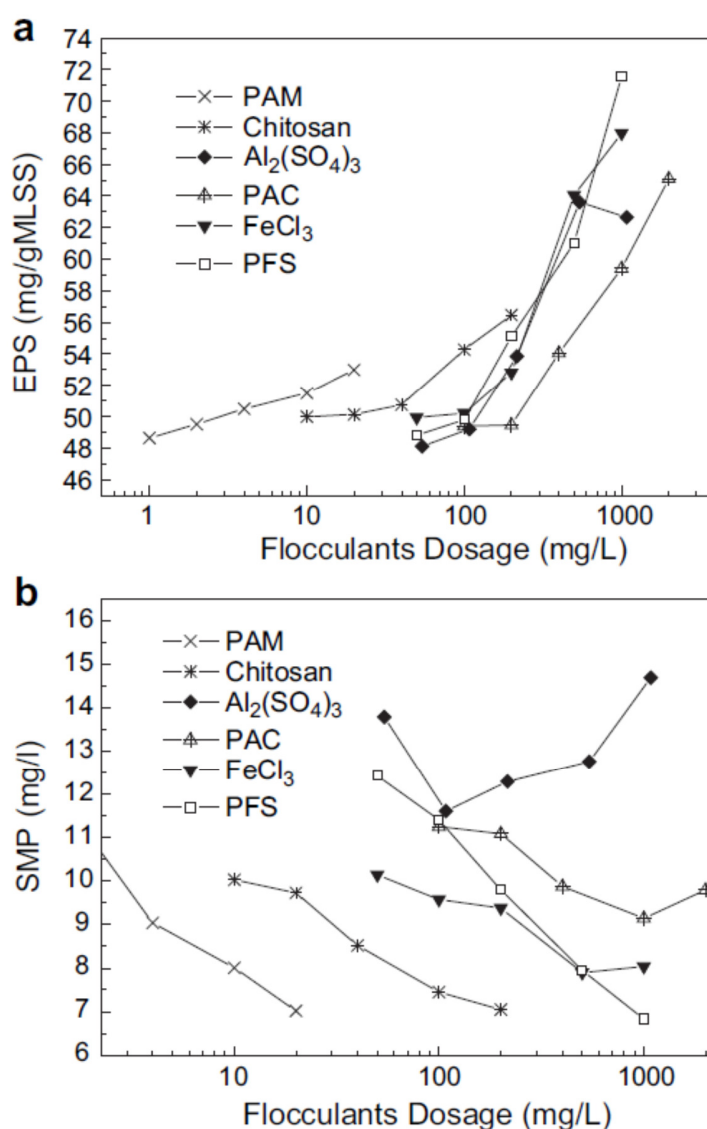 a
74
72
70
68
66
64
62
60
58
56
54
52
50
48
46
EPS (mg/gMLSS)
PAM
Chitosan
Al₂(SO₄)₃
PAC
FeCl₃
PFS
1
10
100
1000
Flocculants Dosage (mg/L)
b
16
15
14
13
12
11
10
9
8
7
6
SMP (mg/l)
PAM
Chitosan
Al₂(SO₄)₃
PAC
FeCl₃
PFS
10
100
1000
Flocculants Dosage (mg/L)